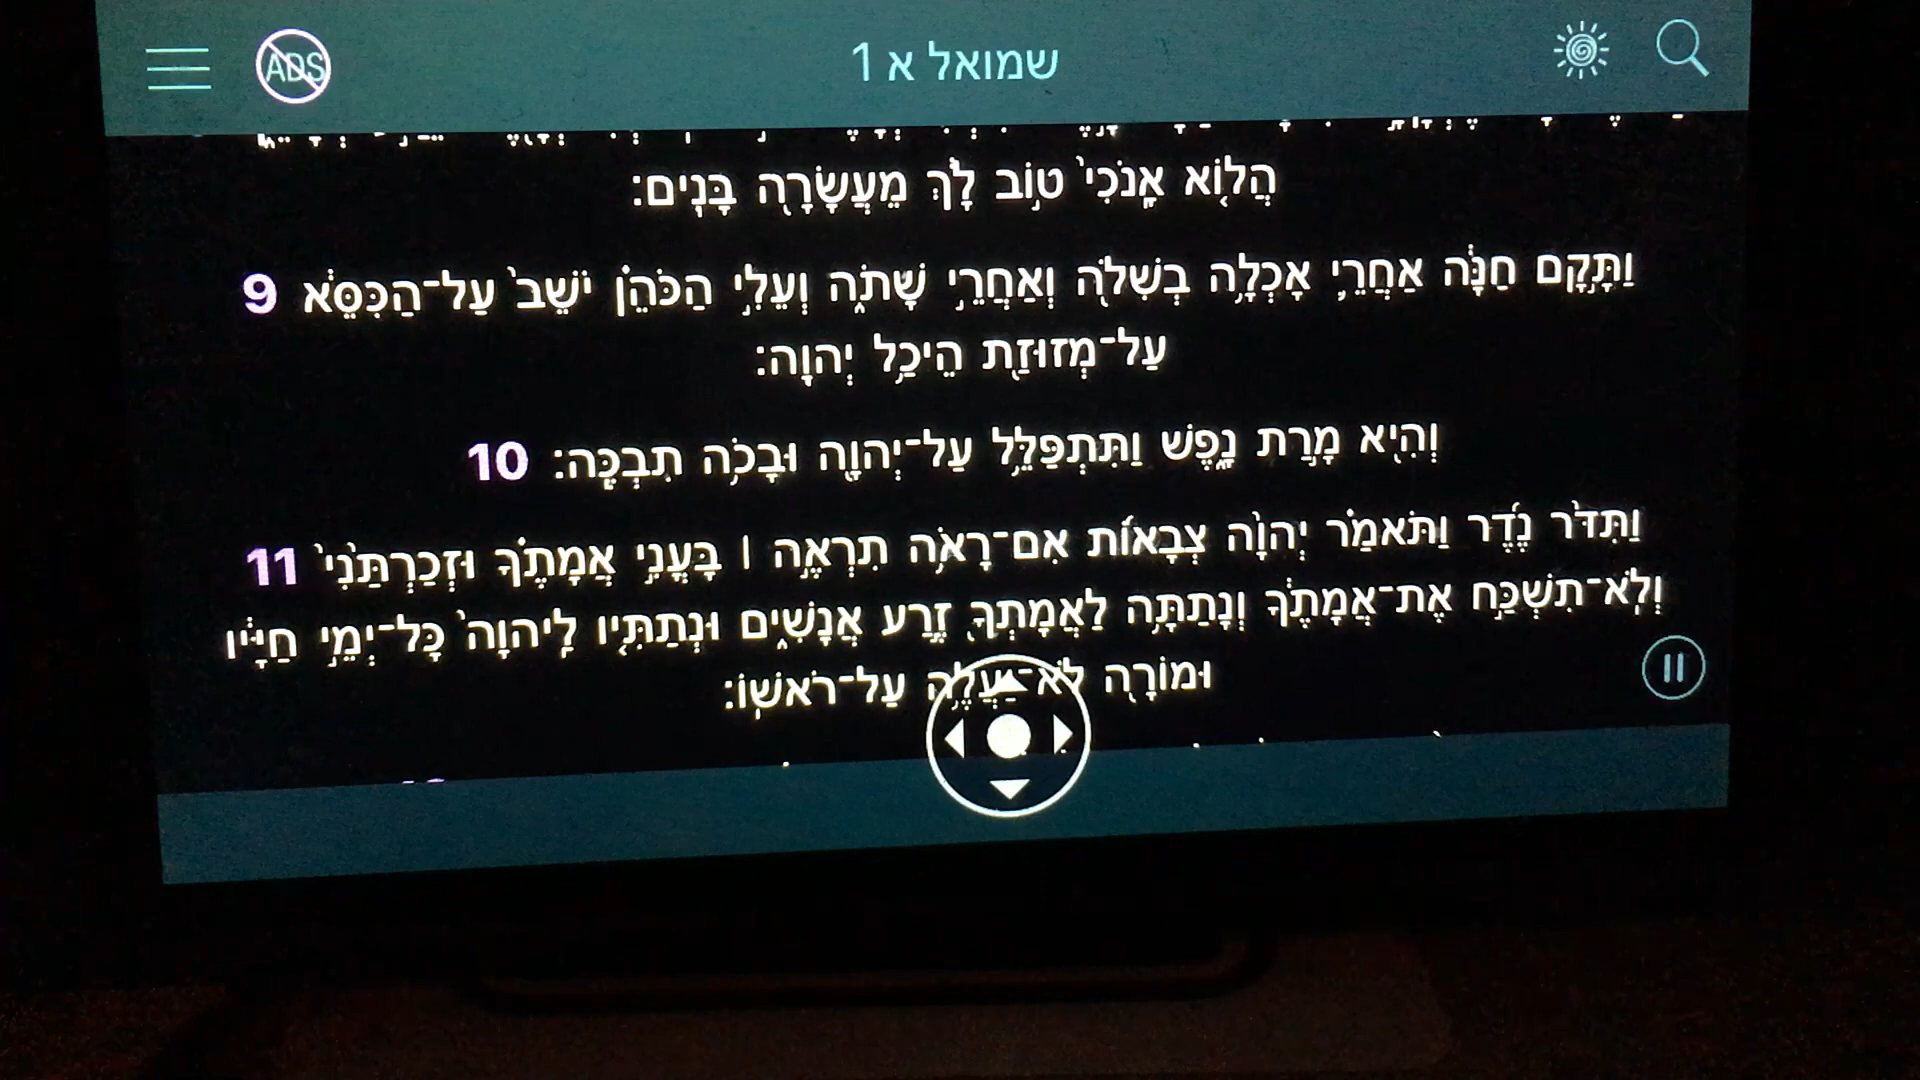 ADS
שמואל א 1
הֲל֤וֹא אָֽנֹכִי֙ ט֣וֹב לָ֔ךְ מֵעֲשָׂרָ֖ה בָּנִֽים׃
9 וַתָּ֣קָם חַנָּ֔ה אַחֲרֵ֛י אָכְלָ֥ה בְשִׁלֹ֖ה וְאַחֲרֵ֣י שָׁתֹ֑ה וְעֵלִ֣י הַכֹּהֵ֗ן יֹשֵׁב֙ עַל־הַכִּסֵּ֔א
עַל־מְזוּזַ֖ת הֵיכַ֥ל יְהוָֽה׃
10 וְהִ֖יא מָ֣רַת נָ֑פֶשׁ וַתִּתְפַּלֵּ֥ל עַל־יְהוָ֖ה וּבָכֹ֥ה תִבְכֶּֽה׃
11 וַתִּדֹּ֨ר נֶ֜דֶר וַתֹּאמַ֗ר יְהוָ֨ה צְבָא֜וֹת אִם־רָאֹ֥ה תִרְאֶ֣ה ׀ בָּעֳנִ֣י אֲמָתֶ֗ךָ וּזְכַרְתַּ֙נִי֙
וְלֹֽא־תִשְׁכַּ֣ח אֶת־אֲמָתֶ֔ךָ וְנָתַתָּ֥ה לַאֲמָתְךָ֖ זֶ֣רַע אֲנָשִׁ֑ים וּנְתַתִּ֤יו לַֽיהוָה֙ כָּל־יְמֵ֣י חַיָּ֔יו
וּמוֹרָ֖ה לֹא־יַעֲלֶ֥ה עַל־רֹאשֽׁוֹ׃